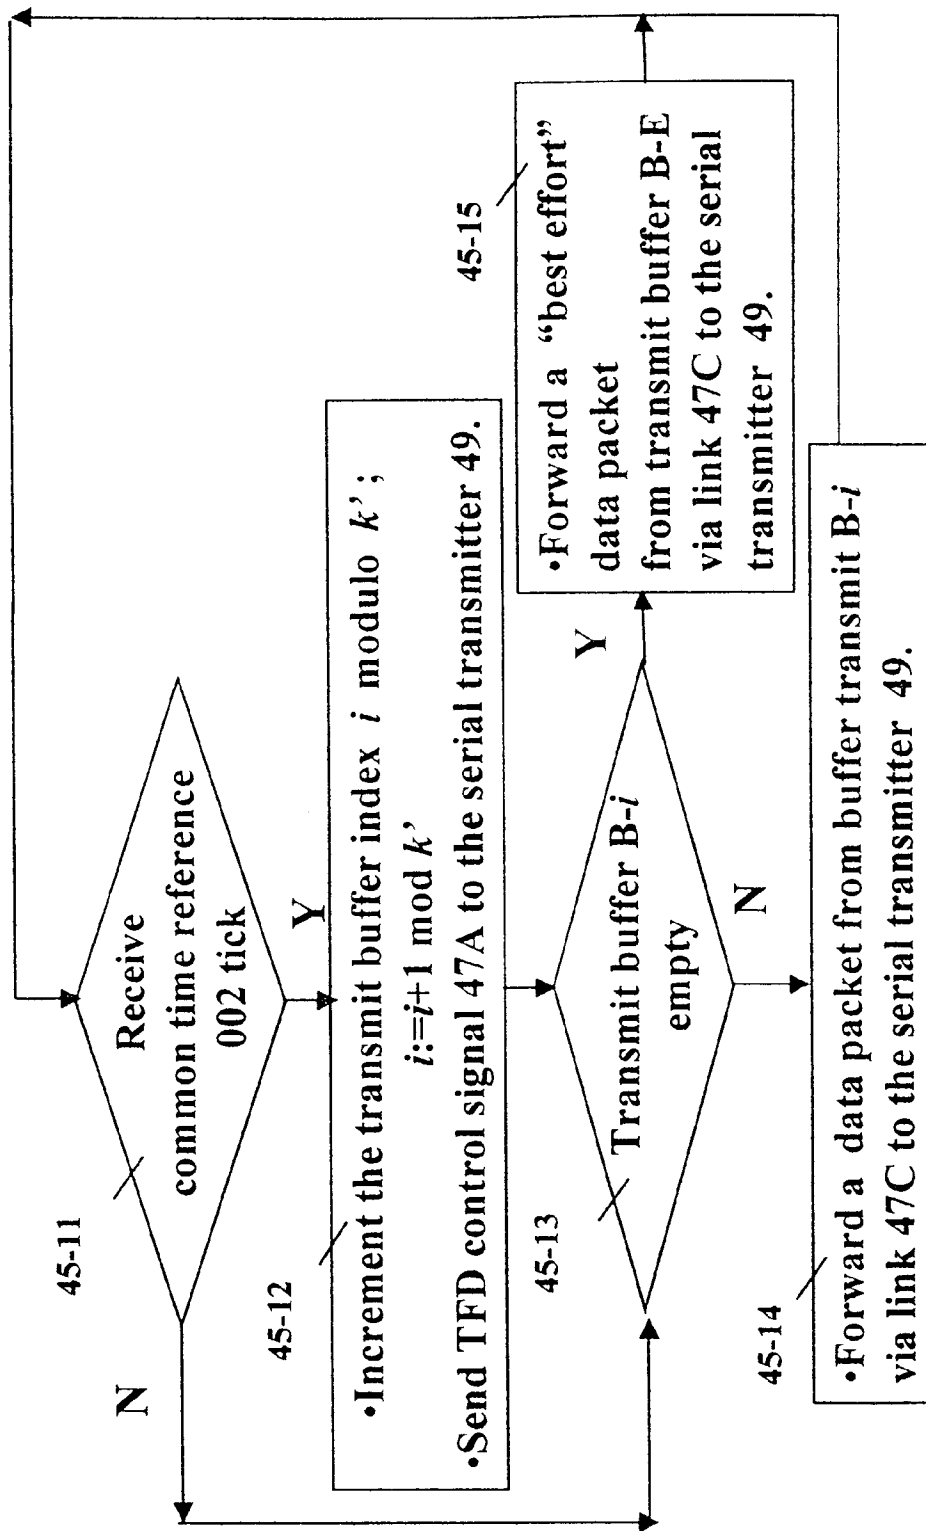 45-11
Receive
common time reference
002 tick
N
Y
45-12
•Increment the transmit buffer index i modulo k’;
i:=i+1 mod k’
•Send TFD control signal 47A to the serial transmitter 49.
45-13
Transmit buffer B-i
empty
Y
N
45-15
•Forward a “best effort”
data packet
from transmit buffer B-E
via link 47C to the serial
transmitter 49.
45-14
•Forward a data packet from buffer transmit B-i
via link 47C to the serial transmitter 49.